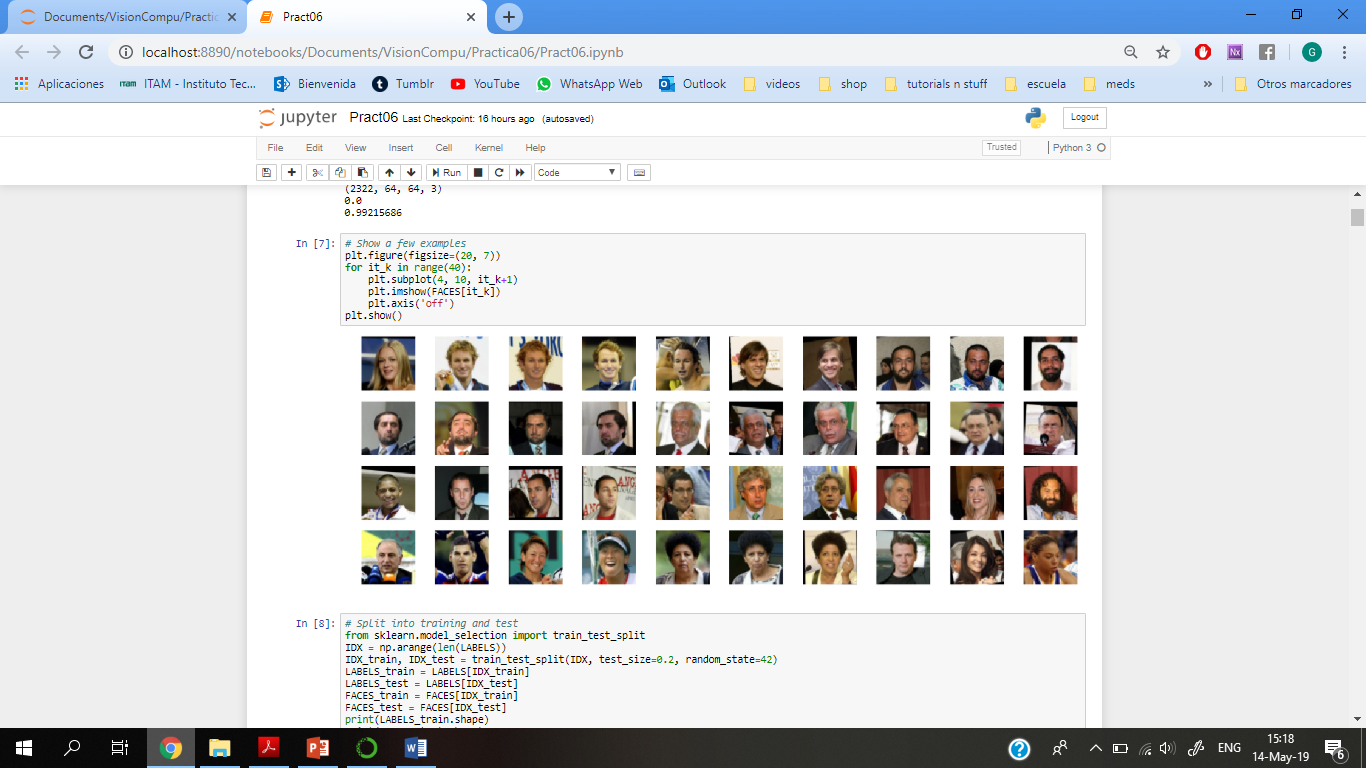 Documents/VisionCompu/Practic
Pract06
localhost:8890/notebooks/Documents/VisionCompu/Practica06/Pract06.ipynb
Aplicaciones
ITAM - Instituto Tec...
Bienvenida
Tumblr
YouTube
WhatsApp Web
Outlook
videos
shop
tutorials n stuff
escuela
meds
»
Otros marcadores
jupyter Pract06 Last Checkpoint: 16 hours ago (autosaved)
Logout
File Edit View Insert Cell Kernel Help
Trusted
Python 3
Run
Code
(2322, 64, 64, 3)
0.0
0.99215686
In [7]:
# Show a few examples
plt.figure(figsize=(20, 7))
for it_k in range(40):
    plt.subplot(4, 10, it_k+1)
    plt.imshow(FACES[it_k])
    plt.axis('off')
plt.show()
In [8]:
# Split into training and test
from sklearn.model_selection import train_test_split
IDX = np.arange(len(LABELS))
IDX_train, IDX_test = train_test_split(IDX, test_size=0.2, random_state=42)
LABELS_train = LABELS[IDX_train]
LABELS_test = LABELS[IDX_test]
FACES_train = FACES[IDX_train]
FACES_test = FACES[IDX_test]
print(LABELS_train.shape)
ENG
15:18
14-May-19
6